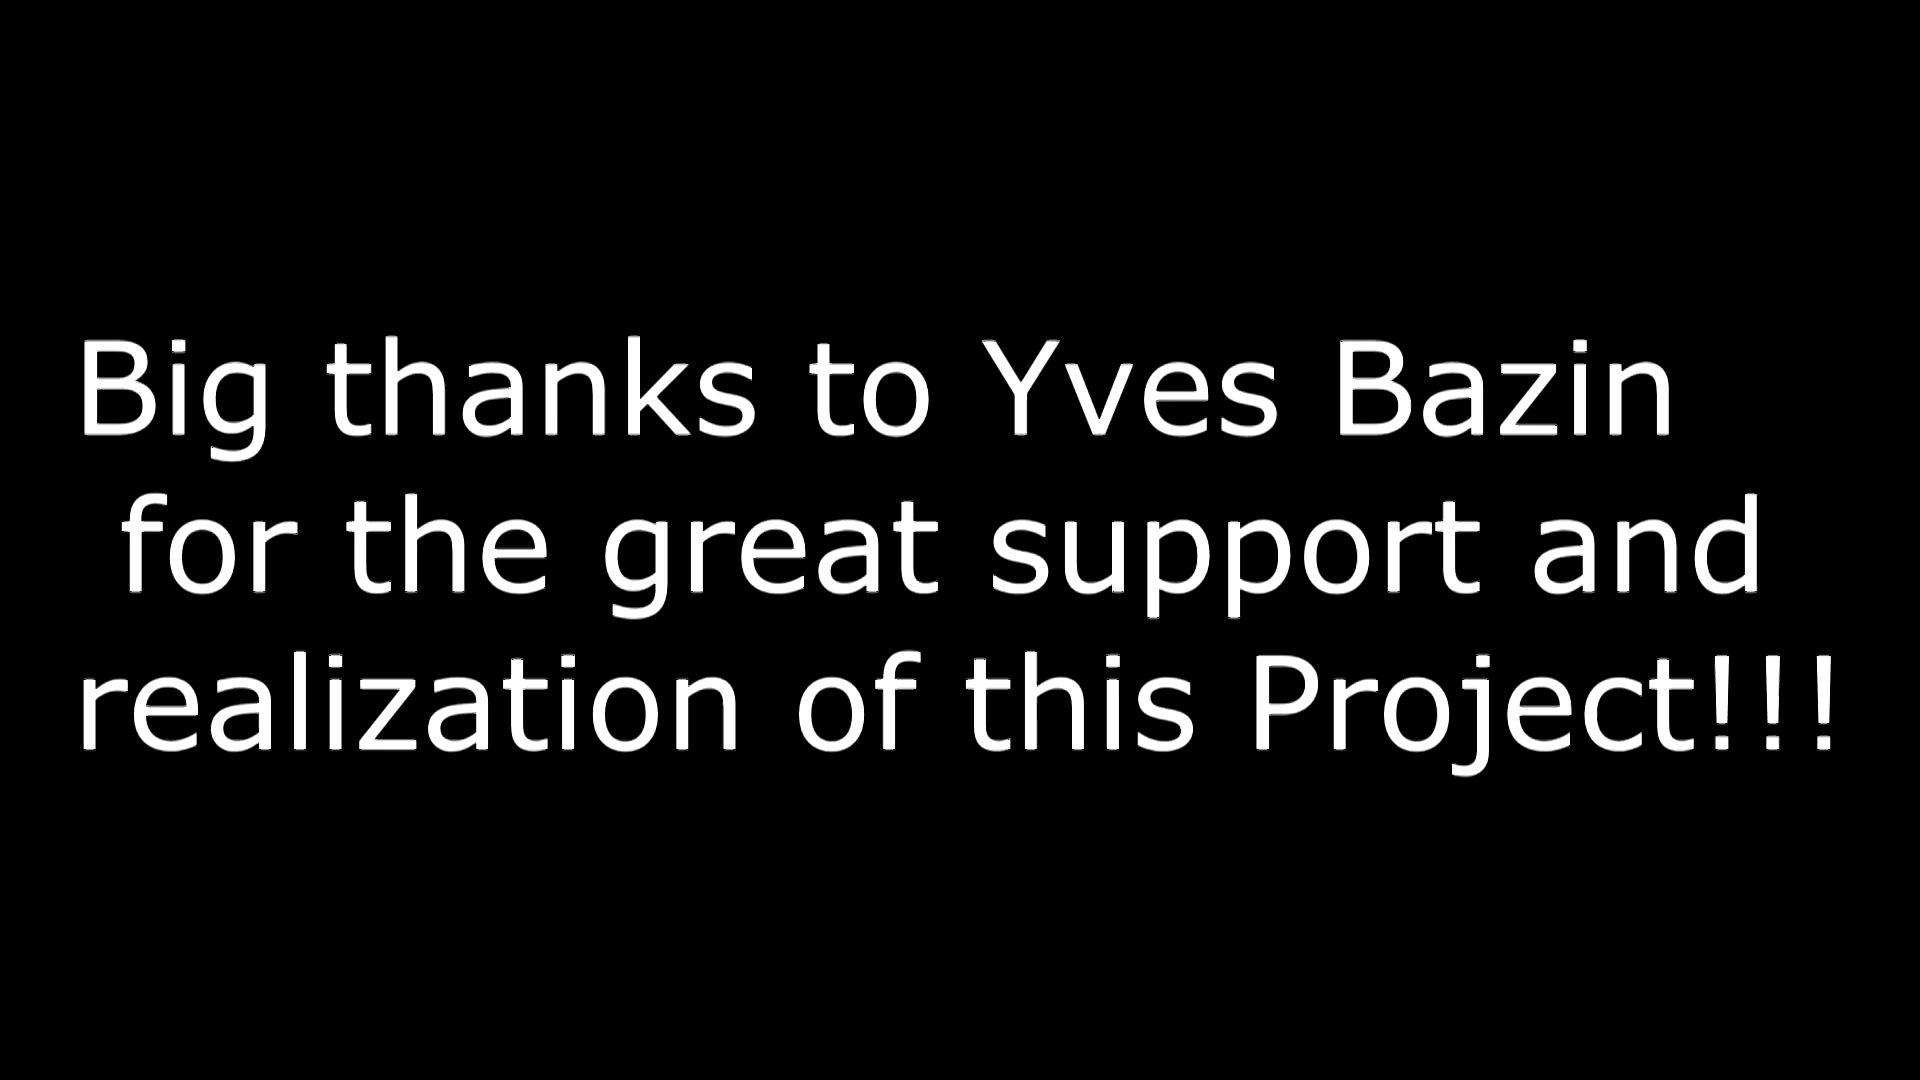 Big thanks to Yves Bazin
for the great support and
realization of this Project!!!